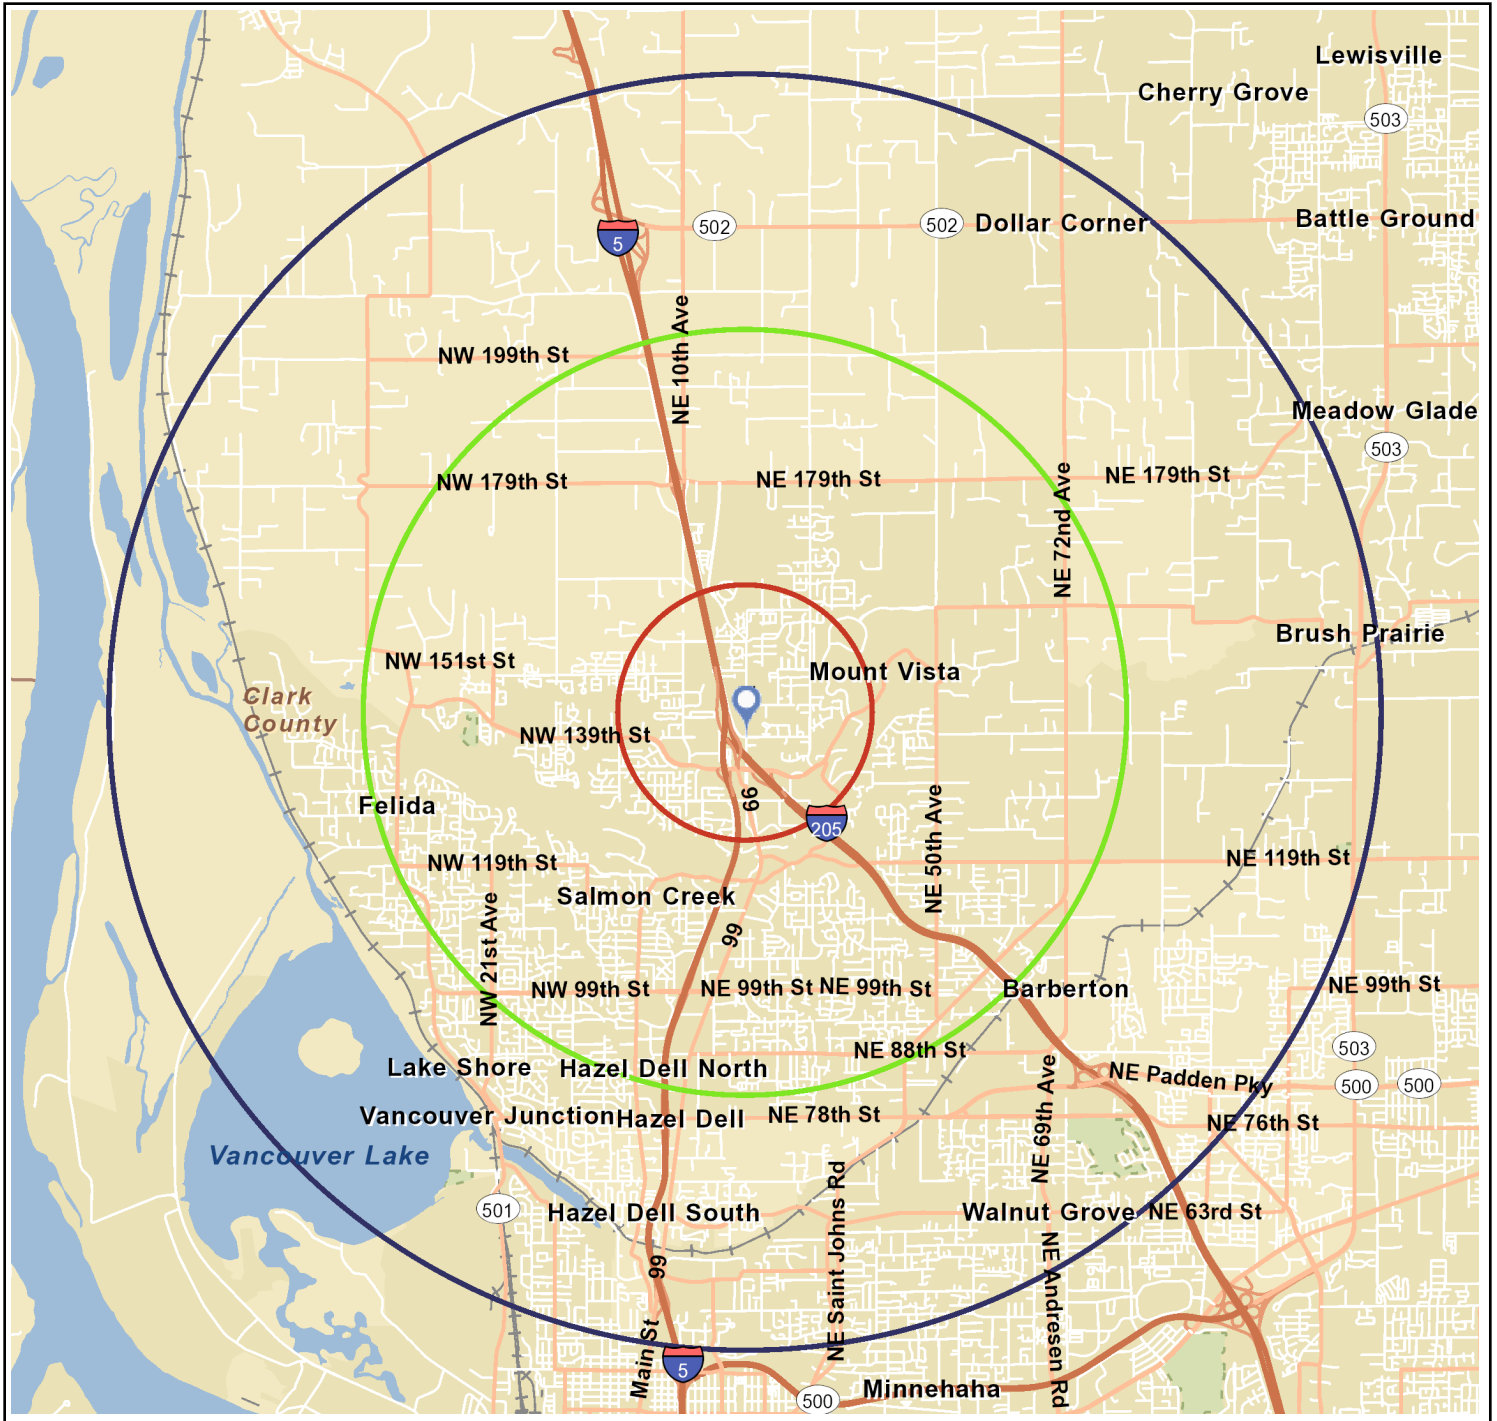 Lewisville
Cherry Grove
503
5
502
502
Dollar Corner
Battle Ground
NE 10th Ave
NW 199th St
Meadow Glade
503
NW 179th St
NE 179th St
NE 72nd Ave
NE 179th St
Brush Prairie
NW 151st St
Mount Vista
Clark
County
NW 139th St
99
Felida
205
NE 50th Ave
NW 119th St
NE 119th St
Salmon Creek
NW 21st Ave
99
NW 99th St
NE 99th St
NE 99th St
Barberton
NE 99th St
503
NE 88th St
Lake Shore
Hazel Dell North
NE 69th Ave
NE Padden Pky
500
500
Vancouver Junction
Hazel Dell
NE 78th St
NE 76th St
Vancouver Lake
501
Hazel Dell South
NE Saint Johns Rd
Walnut Grove
NE 63rd St
99
NE Andresen Rd
Main St
5
500
Minnehaha